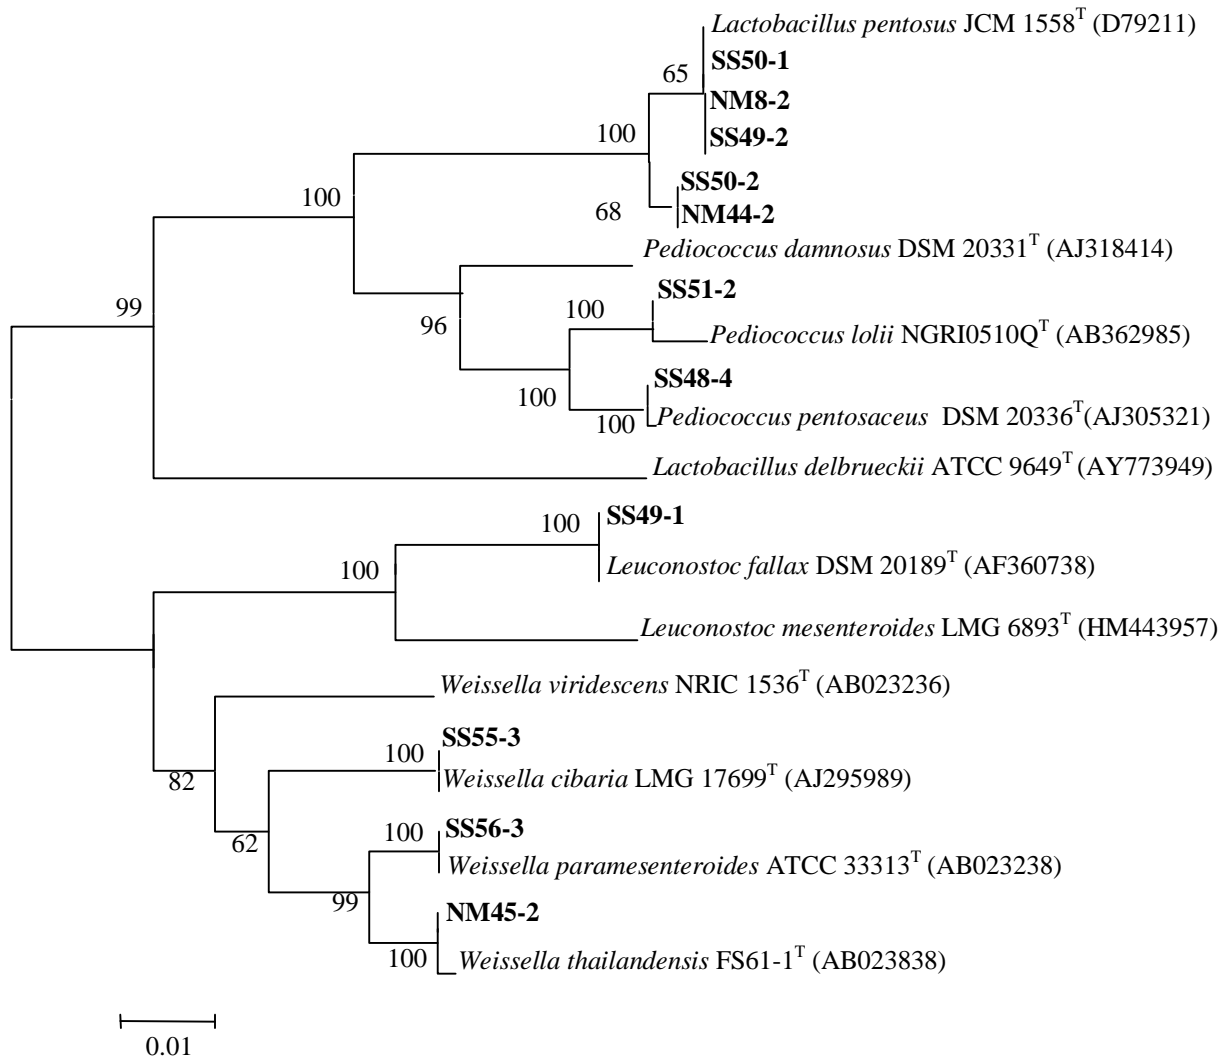 Lactobacillus pentosus JCM 1558T (D79211)
SS50-1
65
NM8-2
100
SS49-2
SS50-2
100
68
NM44-2
Pediococcus damnosus DSM 20331T (AJ318414)
SS51-2
99
100
96
Pediococcus lolii NGRI0510QT (AB362985)
SS48-4
100
100
Pediococcus pentosaceus DSM 20336T(AJ305321)
Lactobacillus delbrueckii ATCC 9649T (AY773949)
100
SS49-1
100
Leuconostoc fallax DSM 20189T (AF360738)
Leuconostoc mesenteroides LMG 6893T (HM443957)
Weissella viridescens NRIC 1536T (AB023236)
SS55-3
100
82
Weissella cibaria LMG 17699T (AJ295989)
SS56-3
100
62
Weissella paramesenteroides ATCC 33313T (AB023238)
99
NM45-2
100
Weissella thailandensis FS61-1T (AB023838)
0.01